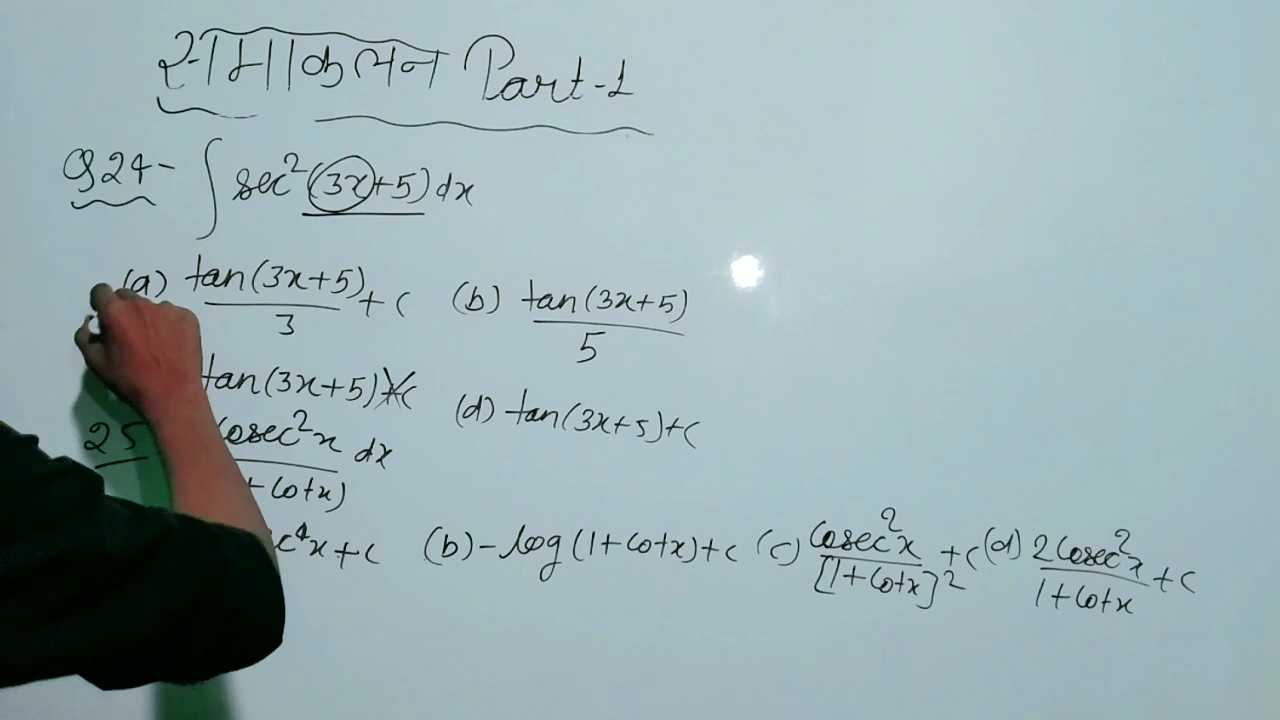 समाकलन Part-1
Q24- ∫ sec²(3x+5) dx
(a) tan(3x+5)/3 + c (b) tan(3x+5)/5
tan(3x+5) (d) tan(3x+5)+c
25 cosec²x/+cotx) dx
c⁴x+c (b) -log(1+cotx)+c (c) cosec²x/[1+cotx]² +c (d) 2cosec²x/1+cotx +c